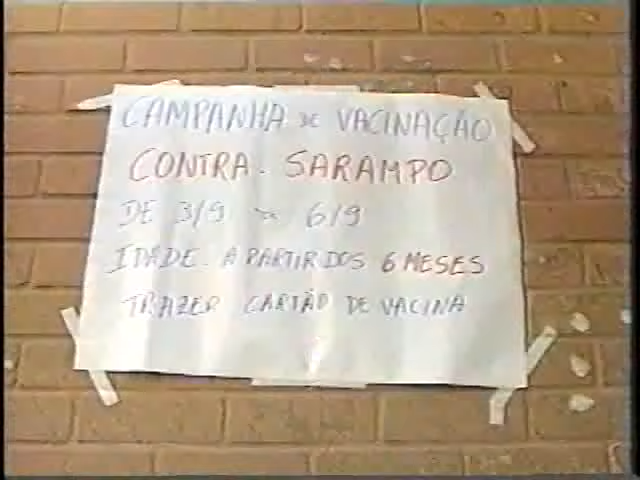 CAMPANHA DE VACINAÇÃO
CONTRA. SARAMPO
DE 3/9 a 6/9
IDADE. A PARTIR DOS 6 MESES
TRAZER CARTÃO DE VACINA